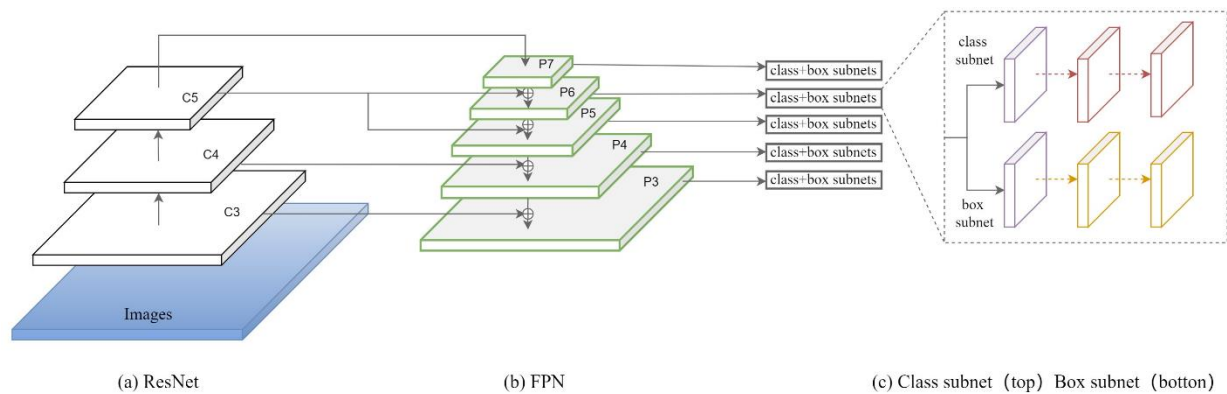 C5
C4
C3
Images
P7
P6
P5
P4
P3
class+box subnets
class+box subnets
class+box subnets
class+box subnets
class+box subnets
class
subnet
box
subnet
(a) ResNet
(b) FPN
(c) Class subnet（top）Box subnet（botton）